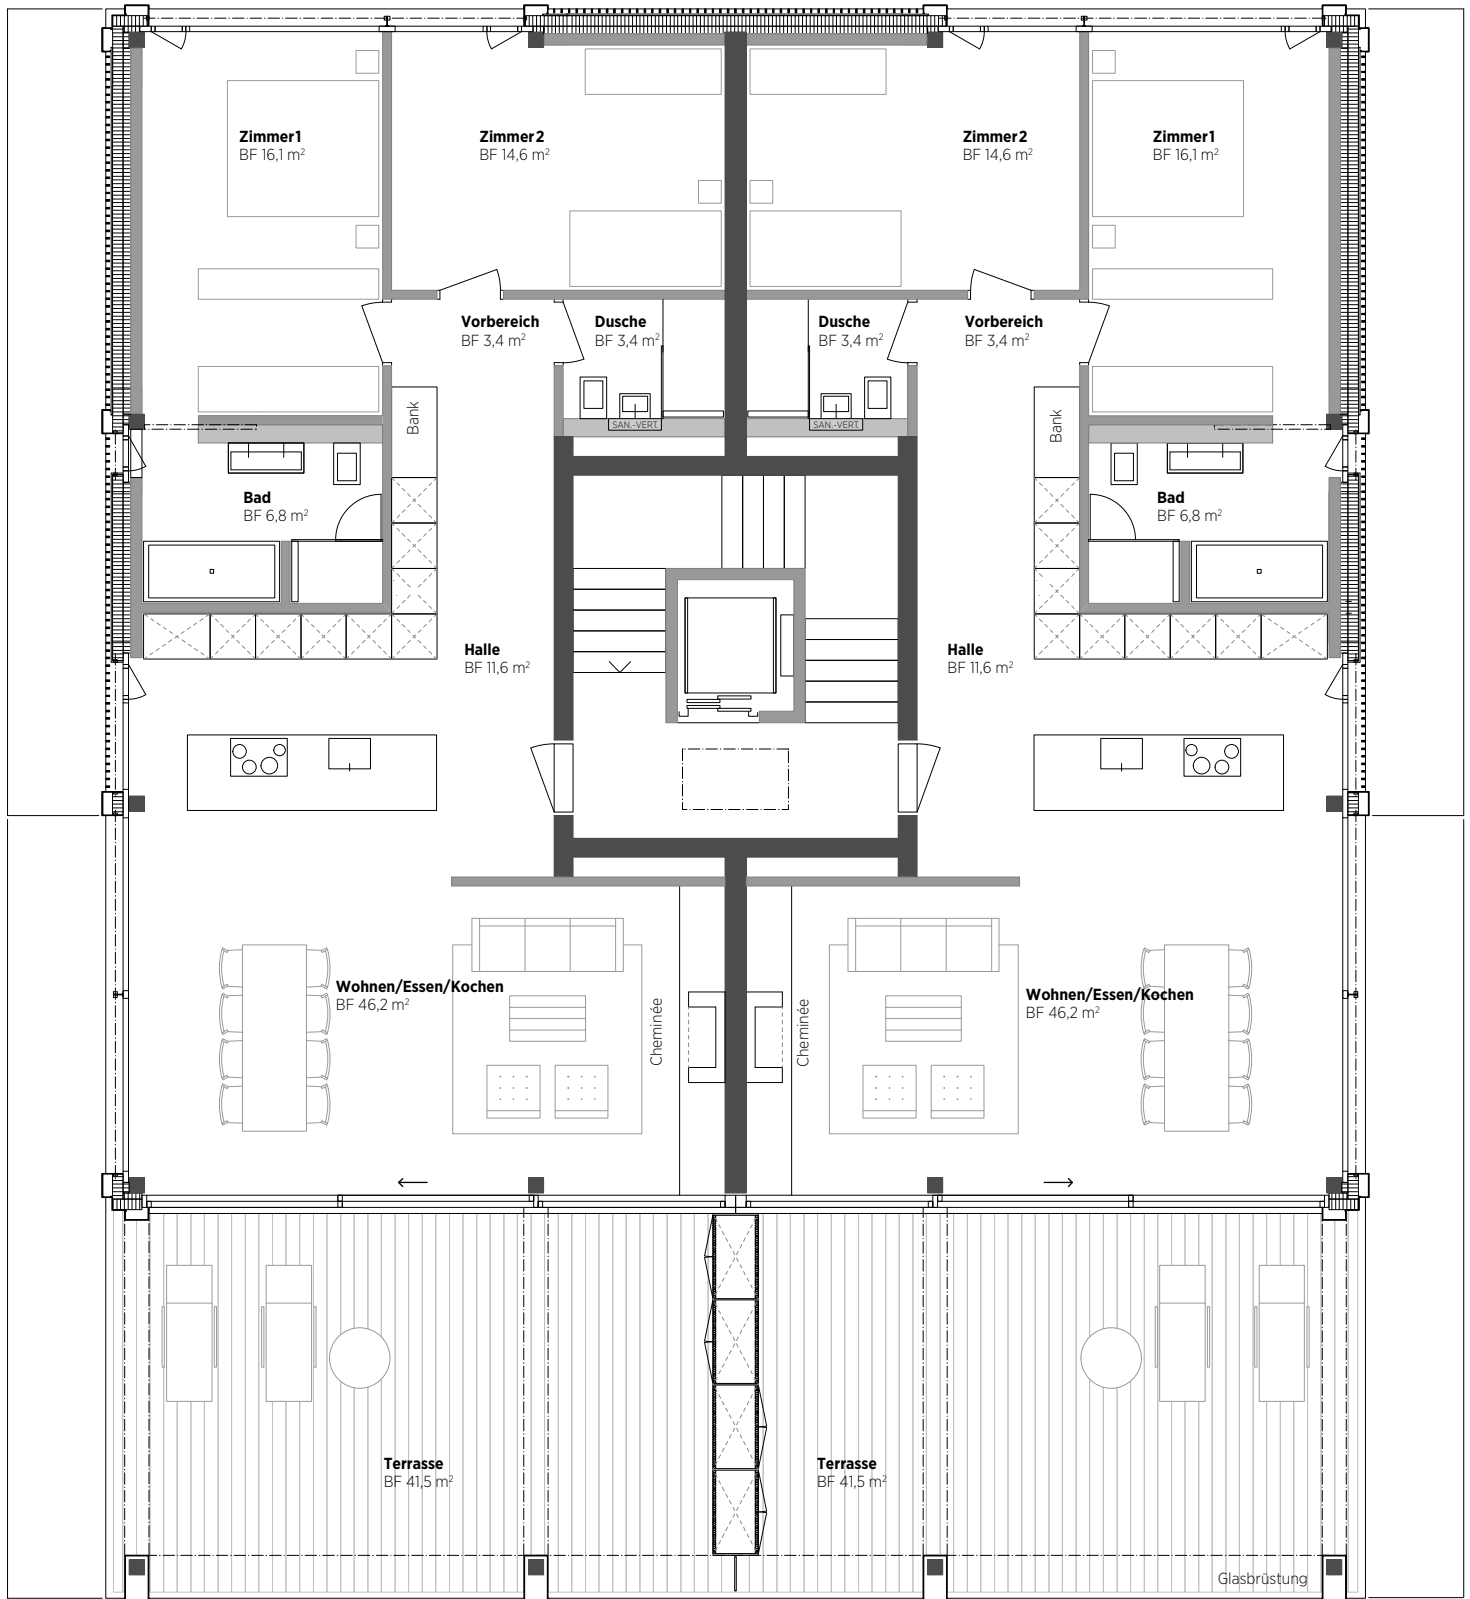 Zimmer1
BF 16,1 m²
Zimmer2
BF 14,6 m²
Zimmer2
BF 14,6 m²
Zimmer1
BF 16,1 m²
Vorbereich
BF 3,4 m²
Dusche
BF 3,4 m²
Dusche
BF 3,4 m²
Vorbereich
BF 3,4 m²
Bank
SAN.-VERT.
SAN.-VERT.
Bank
Bad
BF 6,8 m²
Bad
BF 6,8 m²
Halle
BF 11,6 m²
Halle
BF 11,6 m²
Wohnen/Essen/Kochen
BF 46,2 m²
Cheminée
Cheminée
Wohnen/Essen/Kochen
BF 46,2 m²
Terrasse
BF 41,5 m²
Terrasse
BF 41,5 m²
Glasbrüstung